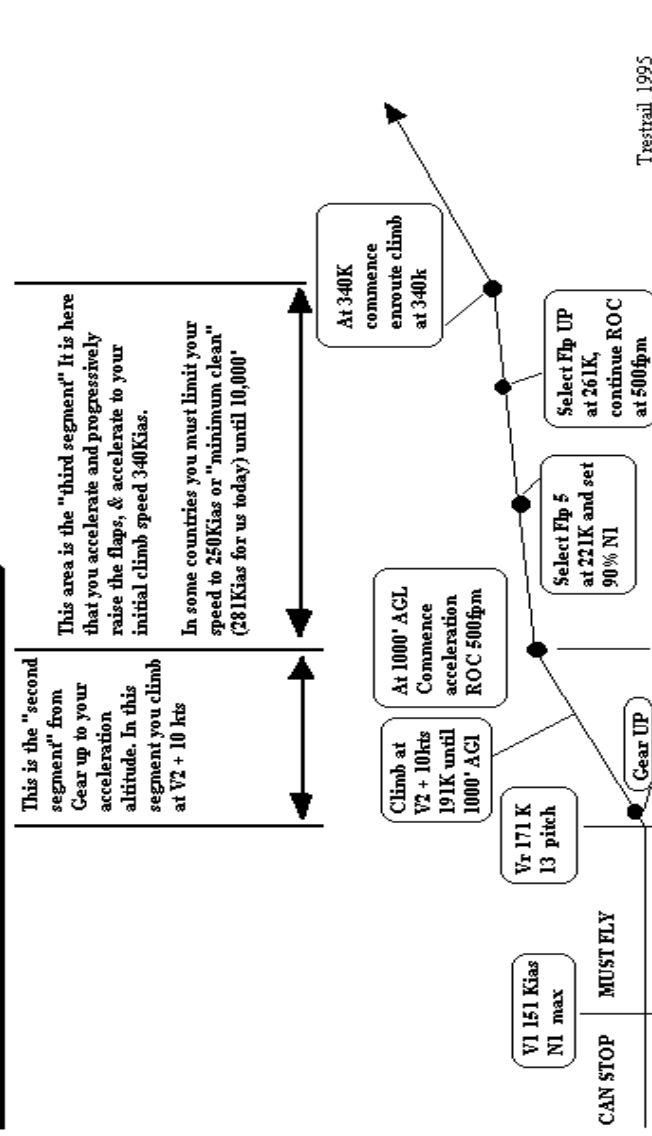 This is the "second
segment" from
Gear up to your
acceleration
altitude. In this
segment you climb
at V2 + 10 kts
This area is the "third segment" It is here
that you accelerate and progressively
raise the flaps, & accelerate to your
initial climb speed 340Kias.
In some countries you must limit your
speed to 250Kias or "minimum clean"
(281Kias for us today) until 10,000'
At 340K
commence
enroute climb
at 340k
At 1000' AGL
Commence
acceleration
ROC 500fpm
Climb at
V2 + 10kts
191K until
1000' AGl
Vr 171 K
13 pitch
V1 151 Kias
N1 max
Select Flp 5
at 221K and set
90% N1
Select Flp UP
at 261K,
continue ROC
at 500fpm
CAN STOP
MUST FLY
Gear UP
Trestrail 1995